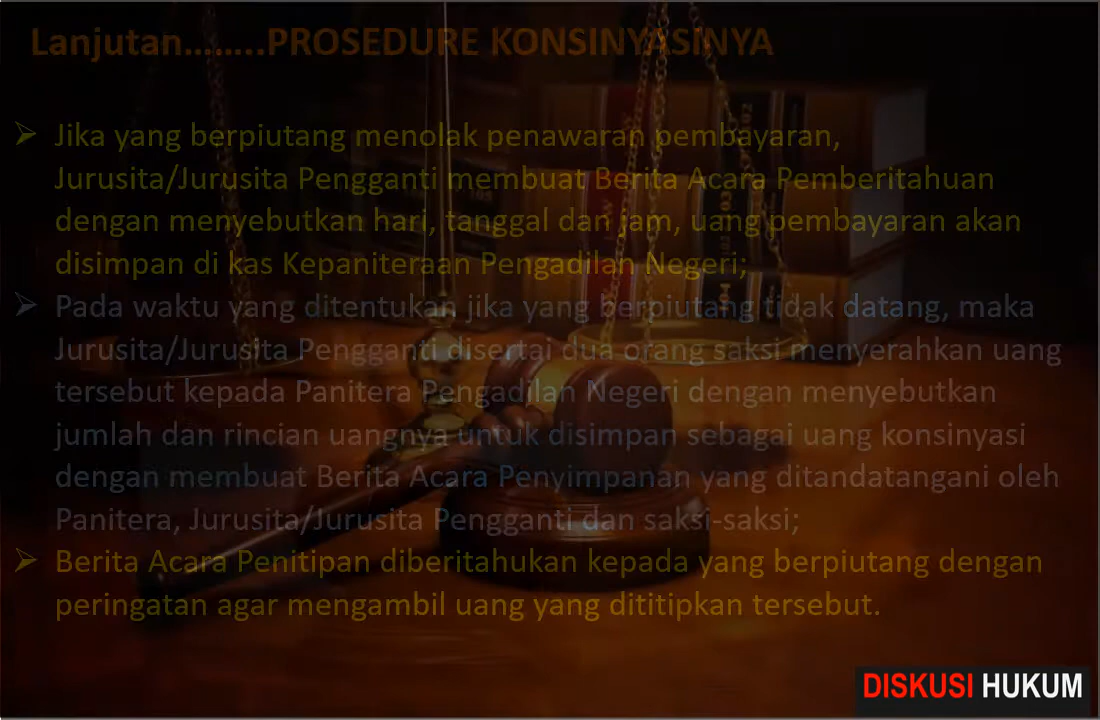 Lanjutan........PROSEDURE KONSINYASINYA
➢ Jika yang berpiutang menolak penawaran pembayaran,
Jurusita/Jurusita Pengganti membuat Berita Acara Pemberitahuan
dengan menyebutkan hari, tanggal dan jam, uang pembayaran akan
disimpan di kas Kepaniteraan Pengadilan Negeri;
➢ Pada waktu yang ditentukan jika yang berpiutang tidak datang, maka
Jurusita/Jurusita Pengganti disertai dua orang saksi menyerahkan uang
tersebut kepada Panitera Pengadilan Negeri dengan menyebutkan
jumlah dan rincian uangnya untuk disimpan sebagai uang konsinyasi
dengan membuat Berita Acara Penyimpanan yang ditandatangani oleh
Panitera, Jurusita/Jurusita Pengganti dan saksi-saksi;
➢ Berita Acara Penitipan diberitahukan kepada yang berpiutang dengan
peringatan agar mengambil uang yang dititipkan tersebut.
DISKUSI HUKUM